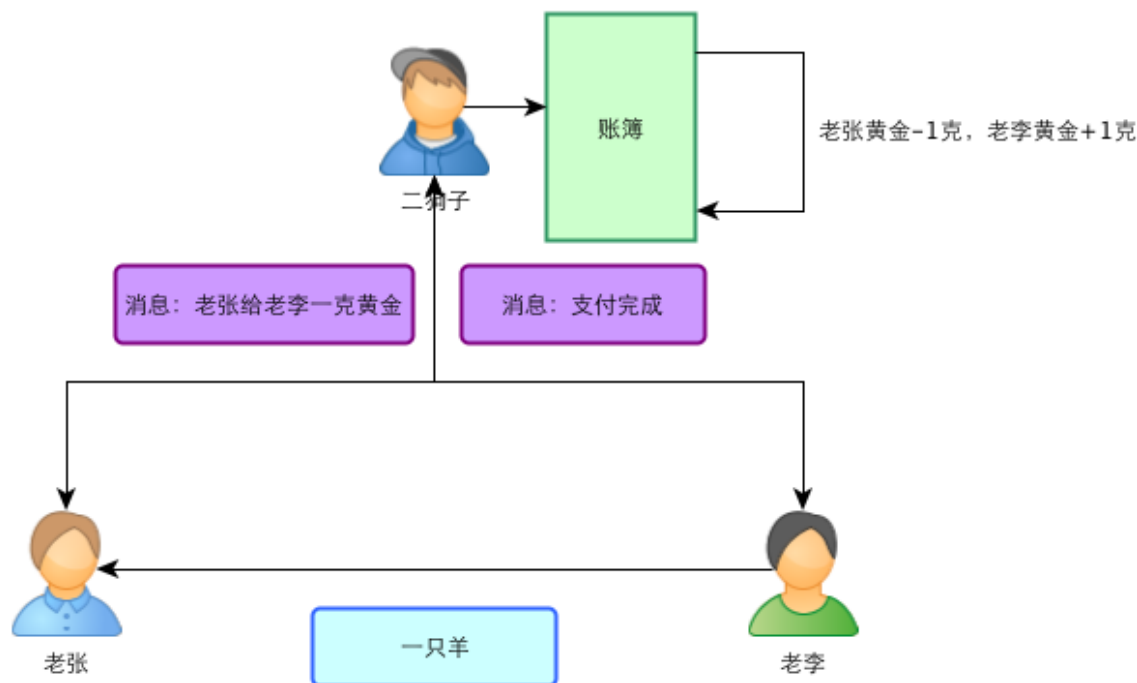 账簿
老张黄金-1克，老李黄金+1克
二狗子
消息：老张给老李一克黄金
消息：支付完成
一只羊
老张
老李